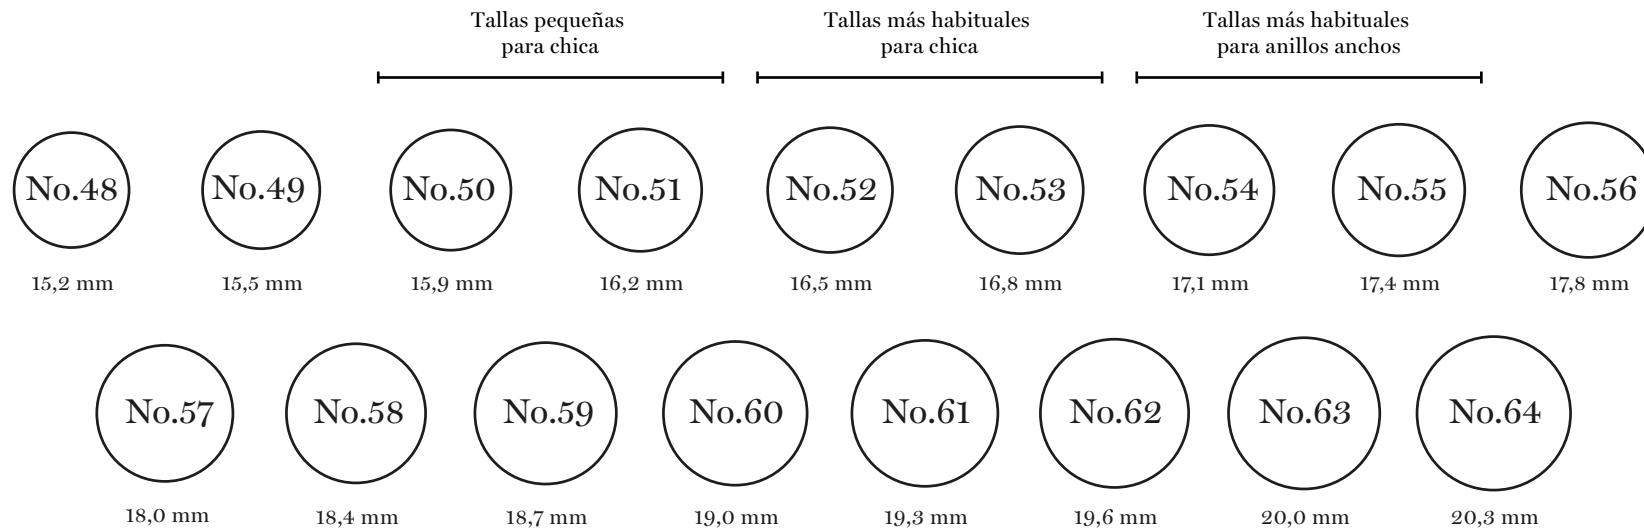 Tallas pequeñas
para chica
Tallas más habituales
para chica
Tallas más habituales
para anillos anchos
No.48
No.49
No.50
No.51
No.52
No.53
No.54
No.55
No.56
15,2 mm
15,5 mm
15,9 mm
16,2 mm
16,5 mm
16,8 mm
17,1 mm
17,4 mm
17,8 mm
No.57
No.58
No.59
No.60
No.61
No.62
No.63
No.64
18,0 mm
18,4 mm
18,7 mm
19,0 mm
19,3 mm
19,6 mm
20,0 mm
20,3 mm